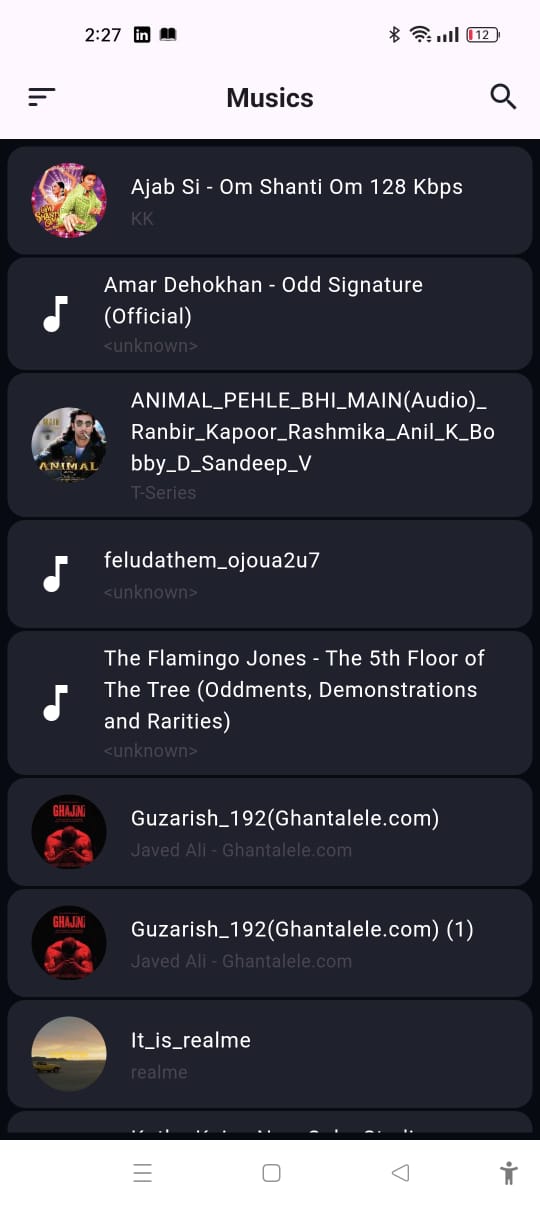 2:27
12
Musics
Ajab Si - Om Shanti Om 128 Kbps
KK
Amar Dehokhan - Odd Signature
(Official)
<unknown>
ANIMAL_PEHLE_BHI_MAIN(Audio)_
Ranbir_Kapoor_Rashmika_Anil_K_Bo
bby_D_Sandeep_V
T-Series
ANIMAL
feludathem_ojoua2u7
<unknown>
The Flamingo Jones - The 5th Floor of
The Tree (Oddments, Demonstrations
and Rarities)
<unknown>
GHAJINI
Guzarish_192(Ghantalele.com)
Javed Ali - Ghantalele.com
GHAJINI
Guzarish_192(Ghantalele.com) (1)
Javed Ali - Ghantalele.com
It_is_realme
realme